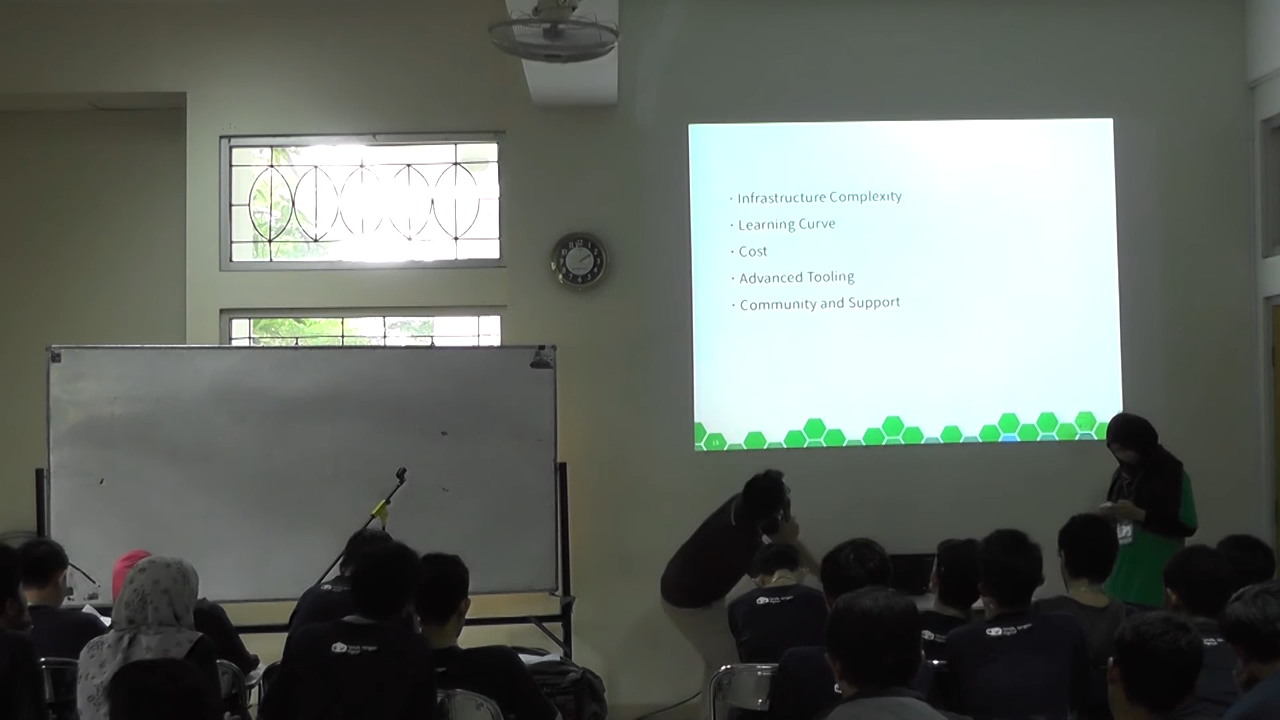 · Infrastructure Complexity
· Learning Curve
· Cost
· Advanced Tooling
· Community and Support